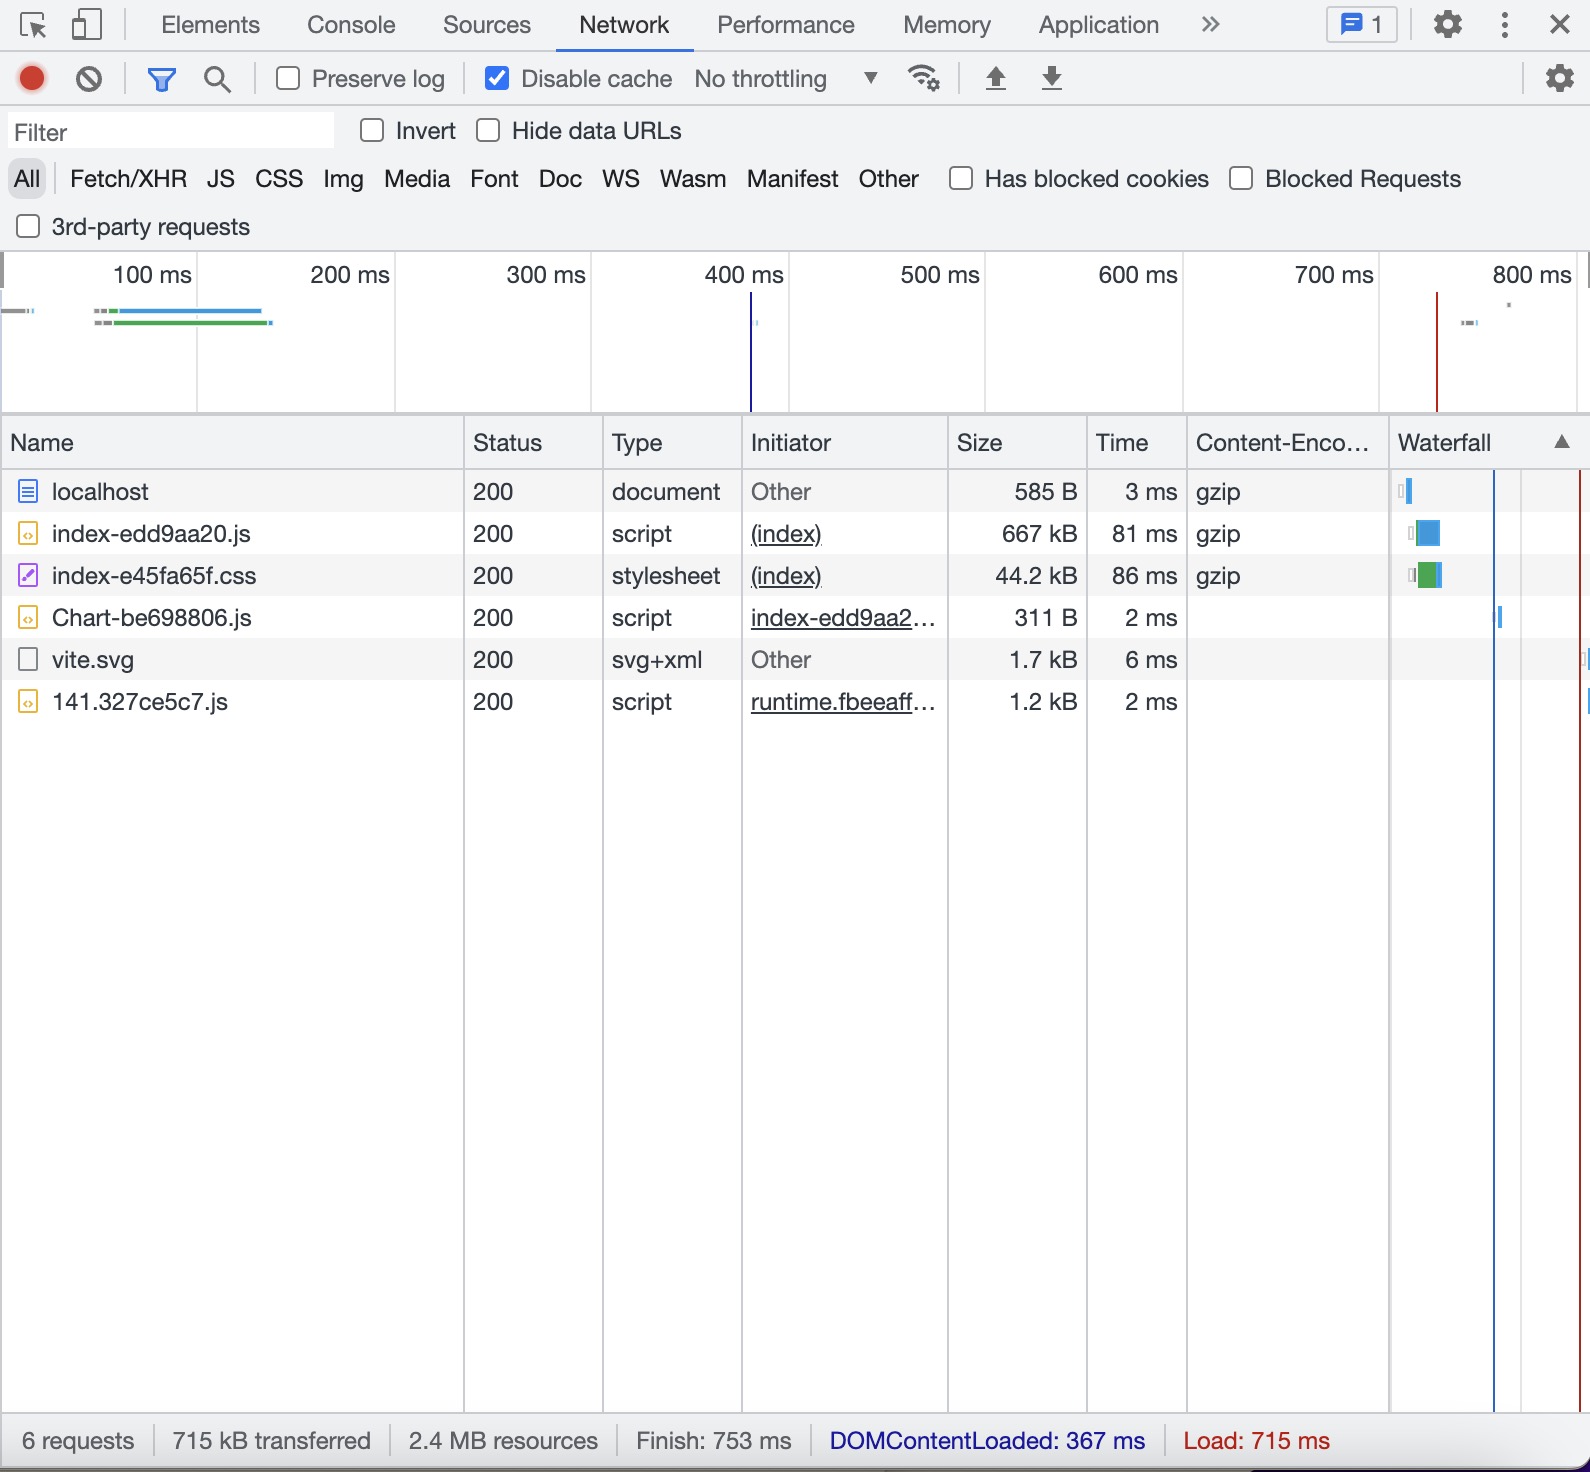 Elements Console Sources Network Performance Memory Application 1
Preserve log Disable cache No throttling
Filter Invert Hide data URLs
All Fetch/XHR JS CSS Img Media Font Doc WS Wasm Manifest Other Has blocked cookies Blocked Requests
3rd-party requests
100 ms 200 ms 300 ms 400 ms 500 ms 600 ms 700 ms 800 ms
Name Status Type Initiator Size Time Content-Enco... Waterfall
localhost 200 document Other 585 B 3 ms gzip
index-edd9aa20.js 200 script (index) 667 kB 81 ms gzip
index-e45fa65f.css 200 stylesheet (index) 44.2 kB 86 ms gzip
Chart-be698806.js 200 script index-edd9aa2... 311 B 2 ms
vite.svg 200 svg+xml Other 1.7 kB 6 ms
141.327ce5c7.js 200 script runtime.fbeeaff... 1.2 kB 2 ms
6 requests 715 kB transferred 2.4 MB resources Finish: 753 ms DOMContentLoaded: 367 ms Load: 715 ms